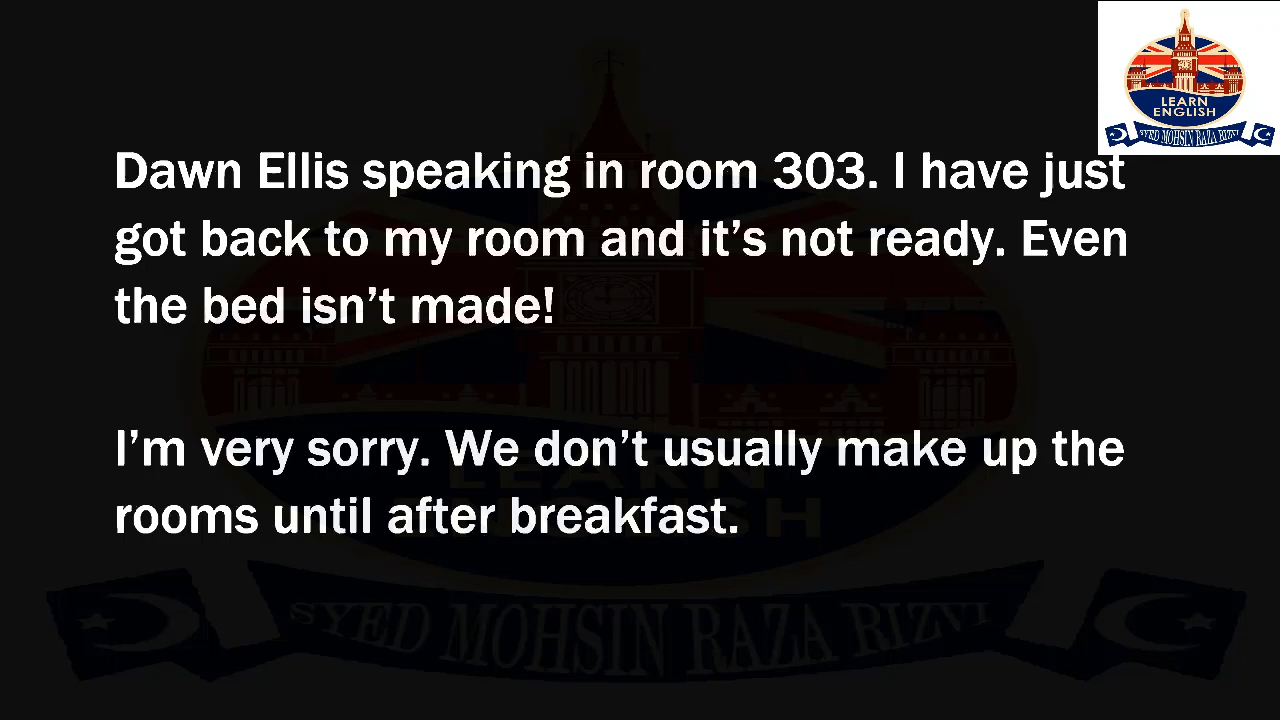 LEARN
ENGLISH
SYED MOHSIN RAZA RIZVI
Dawn Ellis speaking in room 303. I have just
got back to my room and it’s not ready. Even
the bed isn’t made!
I’m very sorry. We don’t usually make up the
rooms until after breakfast.
LEARN
ENGLISH
SYED MOHSIN RAZA RIZVI